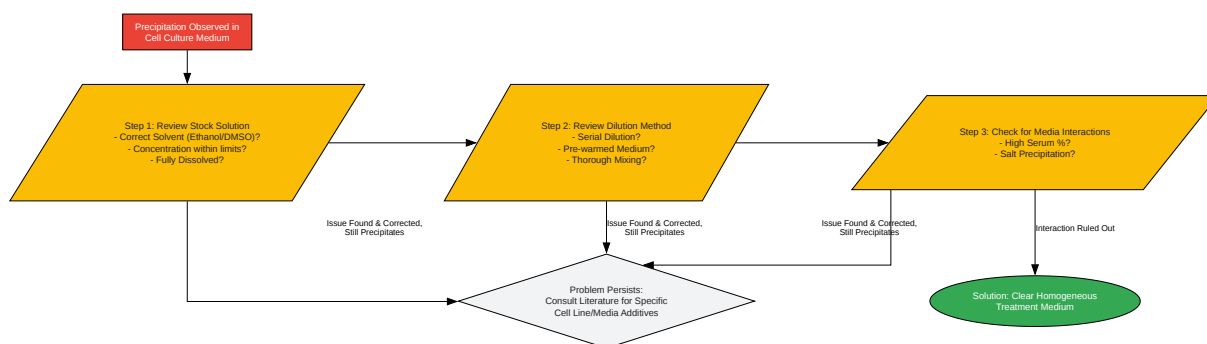 Precipitation Observed in
Cell Culture Medium
Step 1: Review Stock Solution
- Correct Solvent (Ethanol/DMSO)?
- Concentration within limits?
- Fully Dissolved?
Step 2: Review Dilution Method
- Serial Dilution?
- Pre-warmed Medium?
- Thorough Mixing?
Step 3: Check for Media Interactions
- High Serum %?
- Salt Precipitation?
Issue Found & Corrected,
Still Precipitates
Issue Found & Corrected,
Still Precipitates
Issue Found & Corrected,
Still Precipitates
Interaction Ruled Out
Problem Persists:
Consult Literature for Specific
Cell Line/Media Additives
Solution: Clear Homogeneous
Treatment Medium